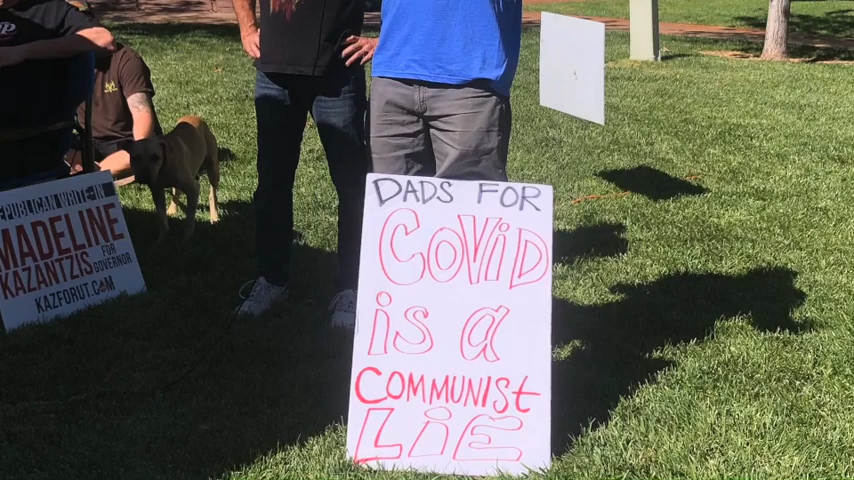 REPUBLICAN WRITE-IN
MADELINE
KAZANTZIS FOR GOVERNOR
KAZFORUT.COM
DADS FOR
COViD
iS a
COMMUNIST
LiE